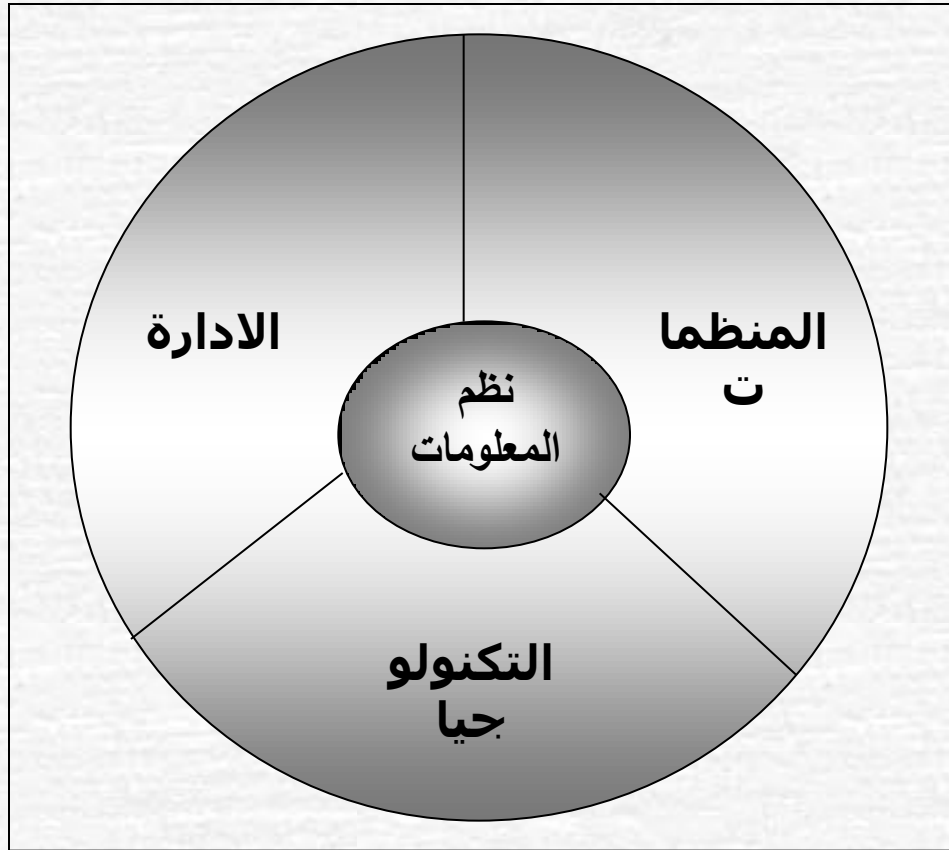 المنظما
ت
الادارة
نظم
المعلومات
التكنولو
جيا